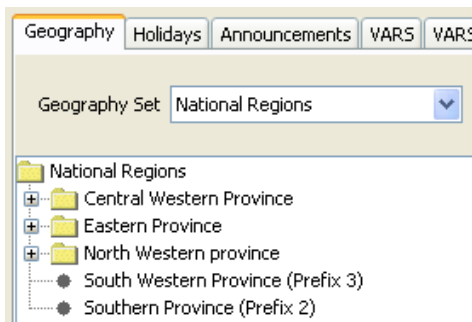 Geography Holidays Announcements VARS VARS
Geography Set National Regions
National Regions
Central Western Province
Eastern Province
North Western province
South Western Province (Prefix 3)
Southern Province (Prefix 2)